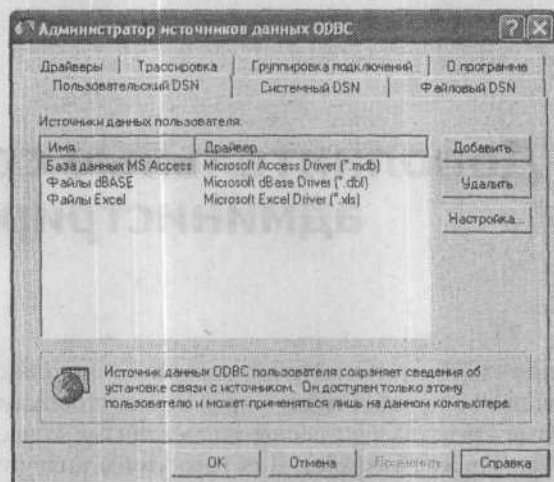 Администратор источников данных ODBC
Драйверы Трассировка Группировка подключений О программе
Пользовательский DSN Системный DSN Файловый DSN
Источники данных пользователя:
Имя Драйвер
База данных MS Access Microsoft Access Driver (*.mdb)
Файлы dBASE Microsoft dBase Driver (*.dbf)
Файлы Excel Microsoft Excel Driver (*.xls)
Добавить...
Удалить
Настройка...
Источник данных ODBC пользователя сохраняет сведения об
установке связи с источником. Он доступен только этому
пользователю и может применяться лишь на данном компьютере.
OK Отмена Применить Справка